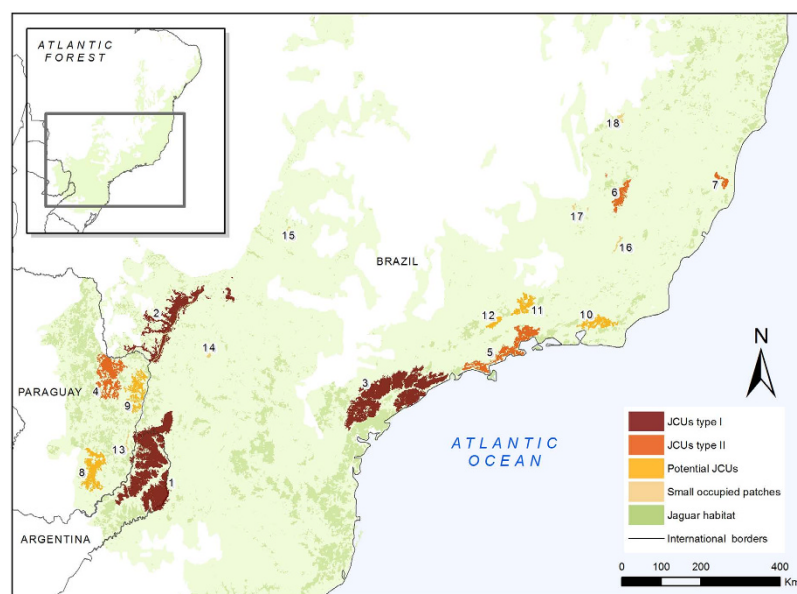 ATLANTIC
FOREST
18
6
7
17
16
15
BRAZIL
12
11
10
2
14
5
3
PARAGUAY
4
9
13
8
1
ARGENTINA
ATLANTIC
OCEAN
N
JCUs type I
JCUs type II
Potential JCUs
Small occupied patches
Jaguar habitat
International borders
0 100 200 400
Km